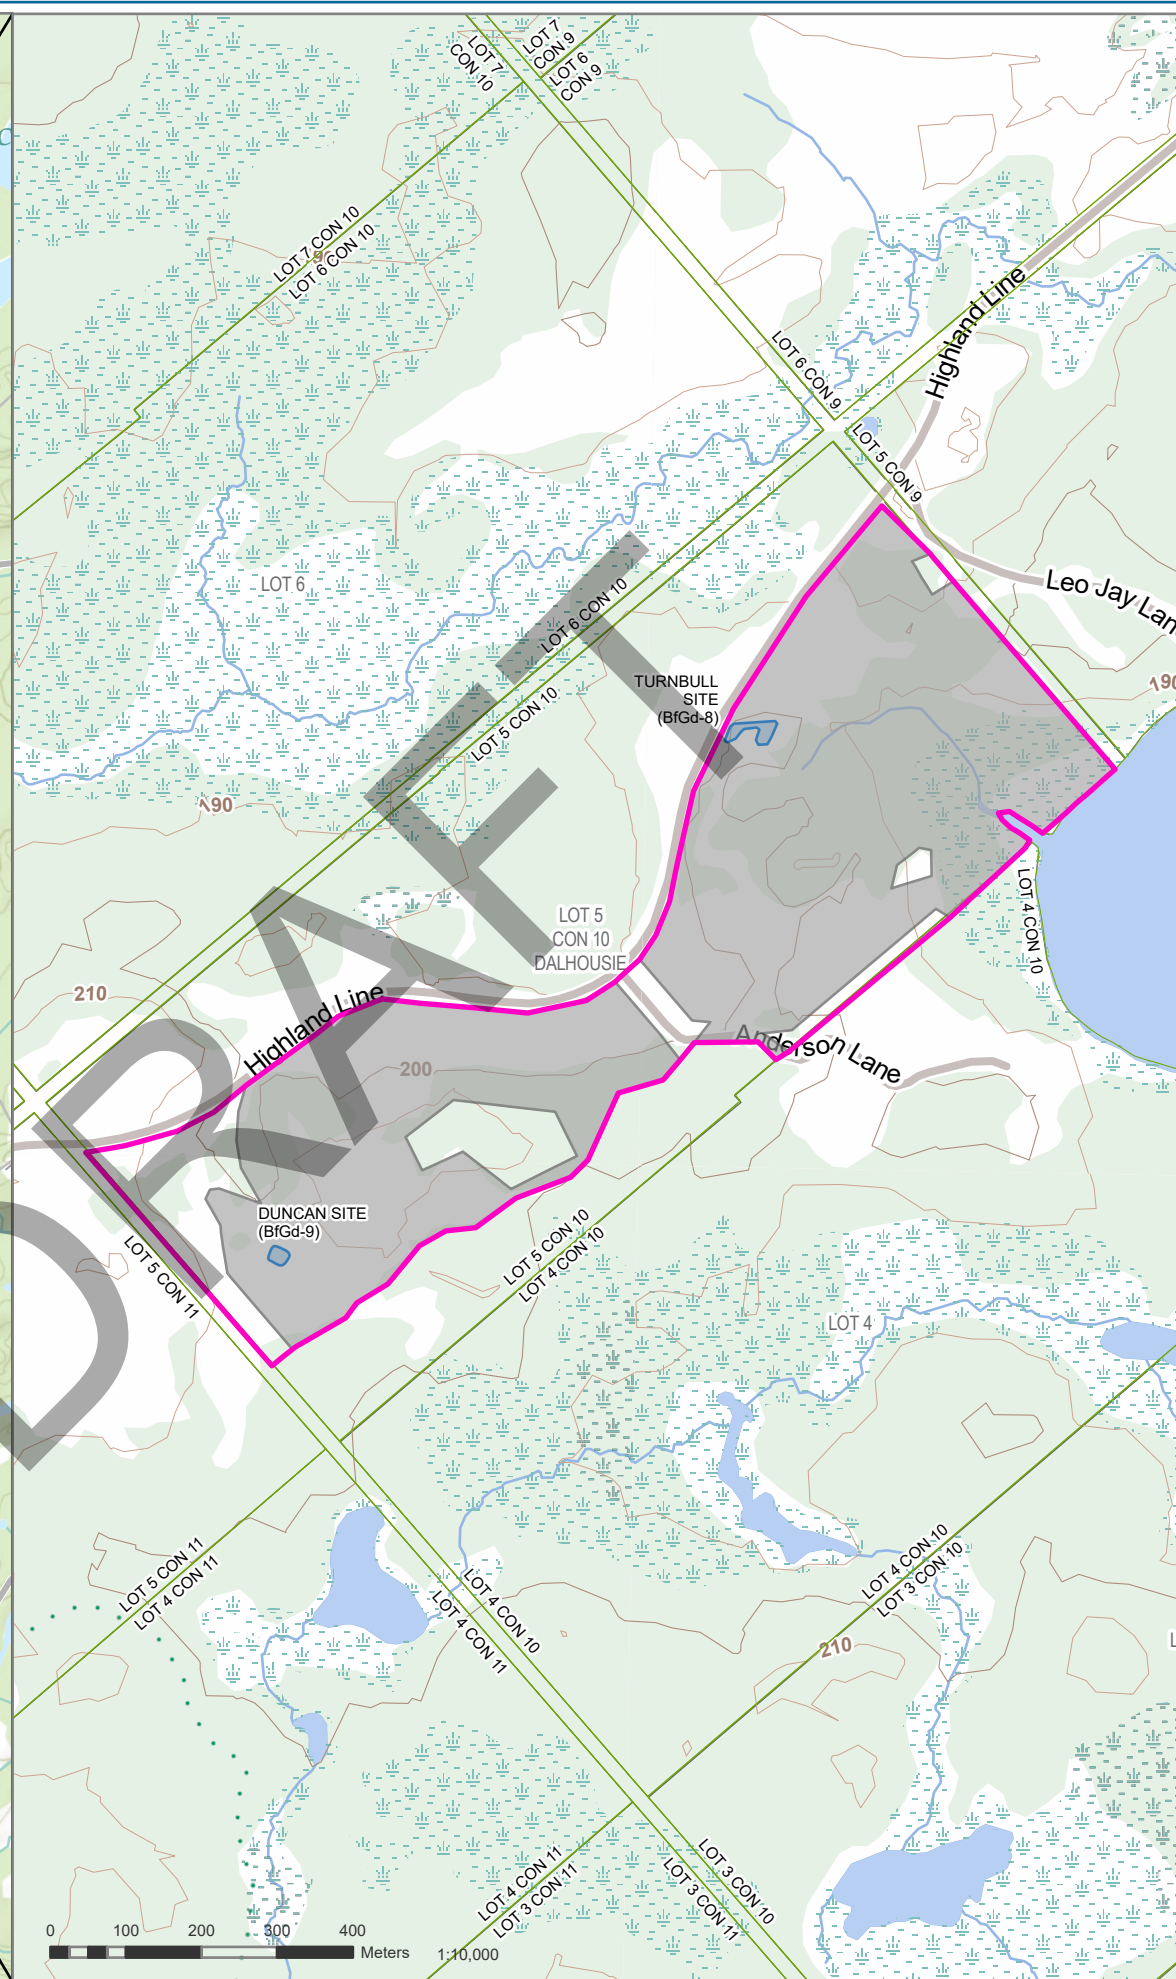 LOT 7
CON 10
LOT 7
CON 9
LOT 6
CON 9
LOT 7 CON 10
LOT 6 CON 10
Highland Line
LOT 6 CON 9
LOT 5 CON 9
LOT 6
LOT 6 CON 10
LOT 5 CON 10
Leo Jay Lan
TURNBULL
SITE
(BfGd-8)
190
190
LOT 5
CON 10
DALHOUSIE
LOT 4 CON 10
210
Highland Line
200
Anderson Lane
DRAFT
DUNCAN SITE
(BfGd-9)
LOT 5 CON 11
LOT 5 CON 10
LOT 4 CON 10
LOT 4
LOT 5 CON 11
LOT 4 CON 11
LOT 4 CON 10
LOT 4 CON 11
LOT 4 CON 10
LOT 3 CON 10
210
L
LOT 4 CON 11
LOT 3 CON 11
LOT 3 CON 10
LOT 3 CON 11
0 100 200 300 400
Meters
1:10,000